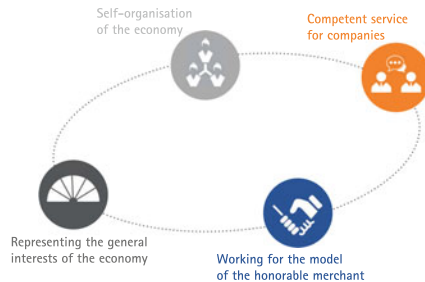 Self-organisation
of the economy
Competent service
for companies
Representing the general
interests of the economy
Working for the model
of the honorable merchant